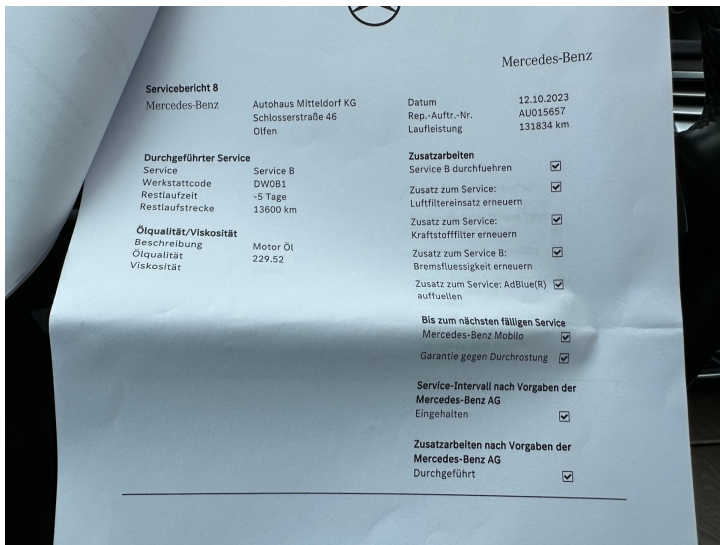 Mercedes-Benz
Servicebericht 8
Mercedes-Benz
Autohaus Mitteldorf KG
Schlosserstraße 46
Olfen
Datum 12.10.2023
Rep.-Auftr.-Nr. AU015657
Laufleistung 131834 km
Durchgeführter Service
Service Service B
Werkstattcode DW0B1
Restlaufzeit -5 Tage
Restlaufstrecke 13600 km
Ölqualität/Viskosität
Beschreibung Motor Öl
Ölqualität 229.52
Viskosität
Zusatzarbeiten
Service B durchfuehren
Zusatz zum Service:
Luftfiltereinsatz erneuern
Zusatz zum Service:
Kraftstofffilter erneuern
Zusatz zum Service B:
Bremsfluessigkeit erneuern
Zusatz zum Service: AdBlue(R)
auffuellen
Bis zum nächsten fälligen Service
Mercedes-Benz Mobilo
Garantie gegen Durchrostung
Service-Intervall nach Vorgaben der
Mercedes-Benz AG
Eingehalten
Zusatzarbeiten nach Vorgaben der
Mercedes-Benz AG
Durchgeführt